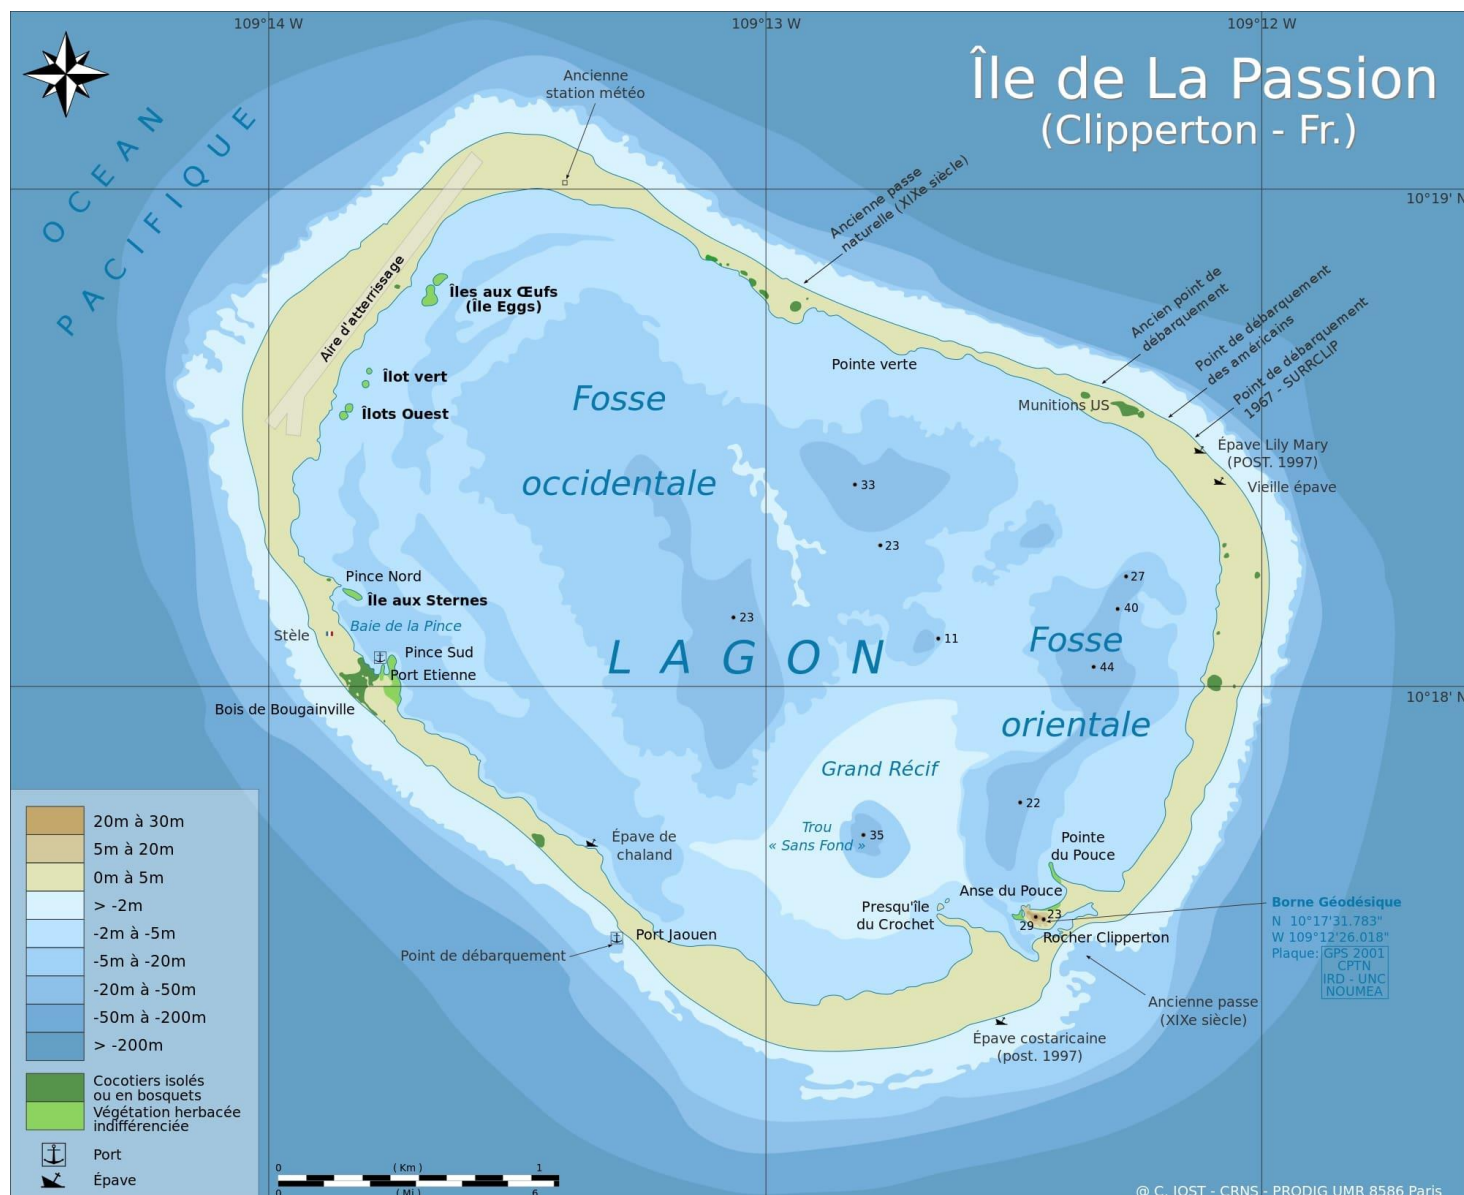 109°14 W
109°13 W
109°12 W
Île de La Passion
(Clipperton - Fr.)
OCEAN
PACIFIQUE
Ancienne
station météo
Ancienne passe
naturelle (XIXe siècle)
10°19' N
Ancien point de
débarquement
Point de débarquement
des américains
Point de débarquement
1967 - SURRCLIP
Aire d'atterrissage
Îles aux Œufs
(Île Eggs)
Îlot vert
Îlots Ouest
Pointe verte
Munitions US
Épave Lily Mary
(POST. 1997)
Vieille épave
Fosse
occidentale
33
23
27
40
23
11
44
Pince Nord
Île aux Sternes
Baie de la Pince
Stèle
Pince Sud
Port Etienne
Bois de Bougainville
LAGON
Fosse
orientale
10°18' N
Grand Récif
22
Trou
« Sans Fond »
35
Épave de
chaland
Pointe
du Pouce
Anse du Pouce
Presqu'île
du Crochet
23
29
Rocher Clipperton
Port Jaouen
Point de débarquement
Borne Géodésique
N 10°17'31.783"
W 109°12'26.018"
Plaque: GPS 2001
CPTN
IRD - UNC
NOUMEA
Ancienne passe
(XIXe siècle)
Épave costaricaine
(post. 1997)
20m à 30m
5m à 20m
0m à 5m
> -2m
-2m à -5m
-5m à -20m
-20m à -50m
-50m à -200m
> -200m
Cocotiers isolés
ou en bosquets
Végétation herbacée
indifférenciée
Port
Épave
0 (Km) 1
0 (Mi) 6
@ C. JOST - CRNS - PRODIG UMR 8586 Paris